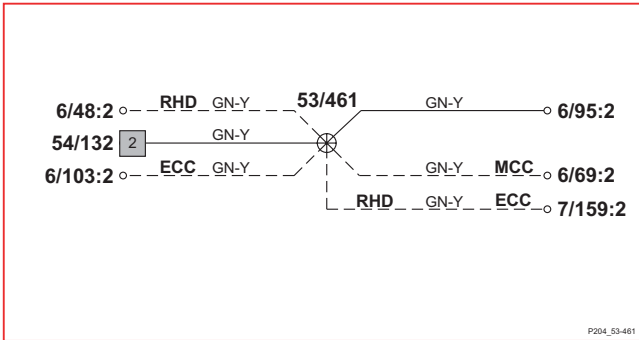 6/48:2 RHD GN-Y 53/461 GN-Y 6/95:2
54/132 2 GN-Y
6/103:2 ECC GN-Y GN-Y MCC 6/69:2
RHD GN-Y ECC 7/159:2
P204_53-461